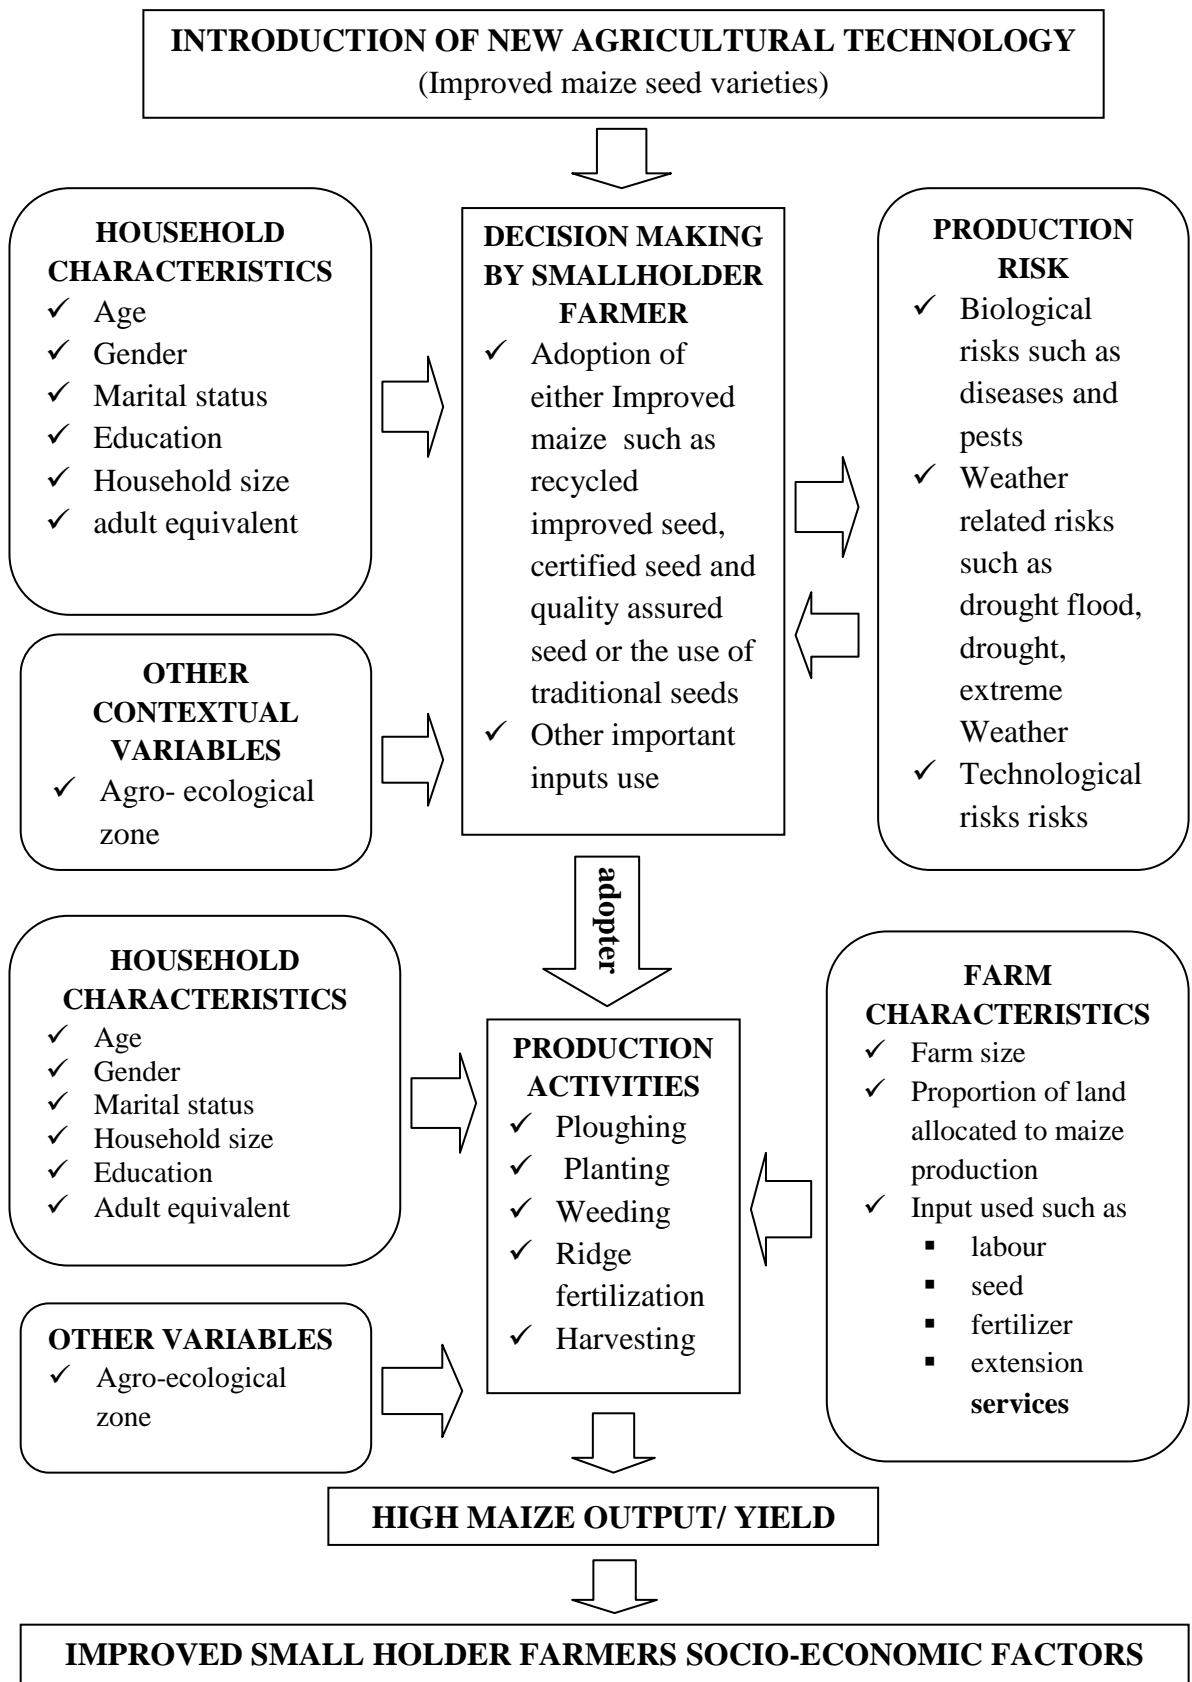 INTRODUCTION OF NEW AGRICULTURAL TECHNOLOGY
(Improved maize seed varieties)
HOUSEHOLD
CHARACTERISTICS
✓ Age
✓ Gender
✓ Marital status
✓ Education
✓ Household size
✓ adult equivalent
DECISION MAKING
BY SMALLHOLDER
FARMER
✓ Adoption of
either Improved
maize such as
recycled
improved seed,
certified seed and
quality assured
seed or the use of
traditional seeds
✓ Other important
inputs use
PRODUCTION
RISK
✓ Biological
risks such as
diseases and
pests
✓ Weather
related risks
such as
drought flood,
drought,
extreme
Weather
✓ Technological
risks risks
OTHER
CONTEXTUAL
VARIABLES
✓ Agro- ecological
zone
adopter
HOUSEHOLD
CHARACTERISTICS
✓ Age
✓ Gender
✓ Marital status
✓ Household size
✓ Education
✓ Adult equivalent
PRODUCTION
ACTIVITIES
✓ Ploughing
✓ Planting
✓ Weeding
✓ Ridge
fertilization
✓ Harvesting
FARM
CHARACTERISTICS
✓ Farm size
✓ Proportion of land
allocated to maize
production
✓ Input used such as
▪ labour
▪ seed
▪ fertilizer
▪ extension
services
OTHER VARIABLES
✓ Agro-ecological
zone
HIGH MAIZE OUTPUT/ YIELD
IMPROVED SMALL HOLDER FARMERS SOCIO-ECONOMIC FACTORS